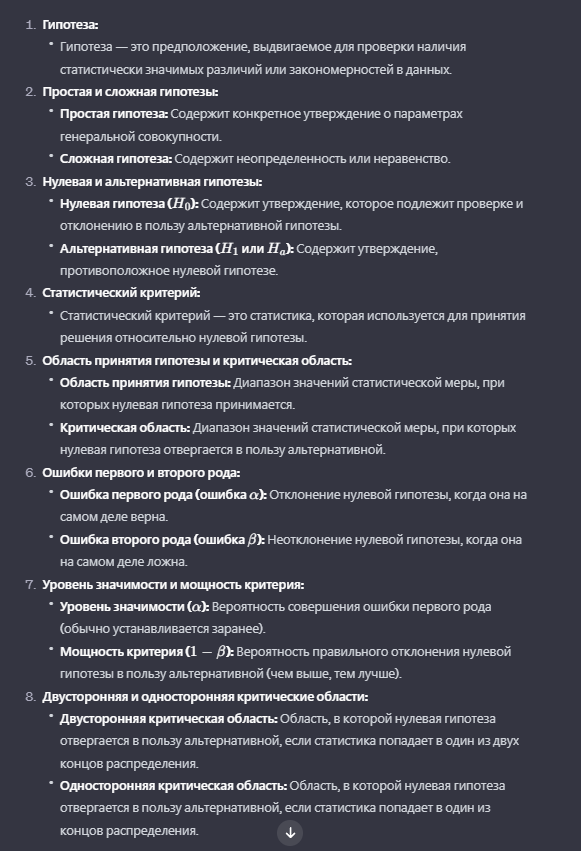 1. Гипотеза:
• Гипотеза — это предположение, выдвигаемое для проверки наличия
статистически значимых различий или закономерностей в данных.
2. Простая и сложная гипотезы:
• Простая гипотеза: Содержит конкретное утверждение о параметрах
генеральной совокупности.
• Сложная гипотеза: Содержит неопределенность или неравенство.
3. Нулевая и альтернативная гипотезы:
• Нулевая гипотеза (H₀): Содержит утверждение, которое подлежит проверке и
отклонению в пользу альтернативной гипотезы.
• Альтернативная гипотеза (H₁ или Hₐ): Содержит утверждение,
противоположное нулевой гипотезе.
4. Статистический критерий:
• Статистический критерий — это статистика, которая используется для принятия
решения относительно нулевой гипотезы.
5. Область принятия гипотезы и критическая область:
• Область принятия гипотезы: Диапазон значений статистической меры, при
которых нулевая гипотеза принимается.
• Критическая область: Диапазон значений статистической меры, при которых
нулевая гипотеза отвергается в пользу альтернативной.
6. Ошибки первого и второго рода:
• Ошибка первого рода (ошибка α): Отклонение нулевой гипотезы, когда она на
самом деле верна.
• Ошибка второго рода (ошибка β): Неотклонение нулевой гипотезы, когда она
на самом деле ложна.
7. Уровень значимости и мощность критерия:
• Уровень значимости (α): Вероятность совершения ошибки первого рода
(обычно устанавливается заранее).
• Мощность критерия (1 − β): Вероятность правильного отклонения нулевой
гипотезы в пользу альтернативной (чем выше, тем лучше).
8. Двусторонняя и односторонняя критические области:
• Двусторонняя критическая область: Область, в которой нулевая гипотеза
отвергается в пользу альтернативной, если статистика попадает в один из двух
концов распределения.
• Односторонняя критическая область: Область, в которой нулевая гипотеза
отвергается в пользу альтернативной, если статистика попадает в один из
концов распределения.